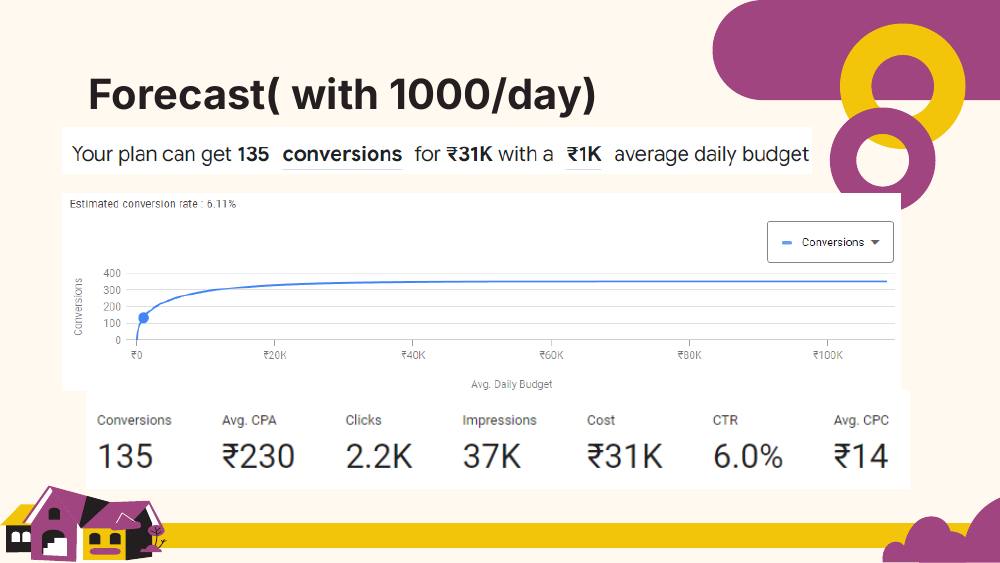 Forecast( with 1000/day)
Your plan can get 135 conversions for ₹31K with a ₹1K average daily budget
Estimated conversion rate : 6.11%
Conversions
Conversions
400
300
200
100
0
₹0 ₹20K ₹40K ₹60K ₹80K ₹100K
Avg. Daily Budget
Conversions Avg. CPA Clicks Impressions Cost CTR Avg. CPC
135 ₹230 2.2K 37K ₹31K 6.0% ₹14